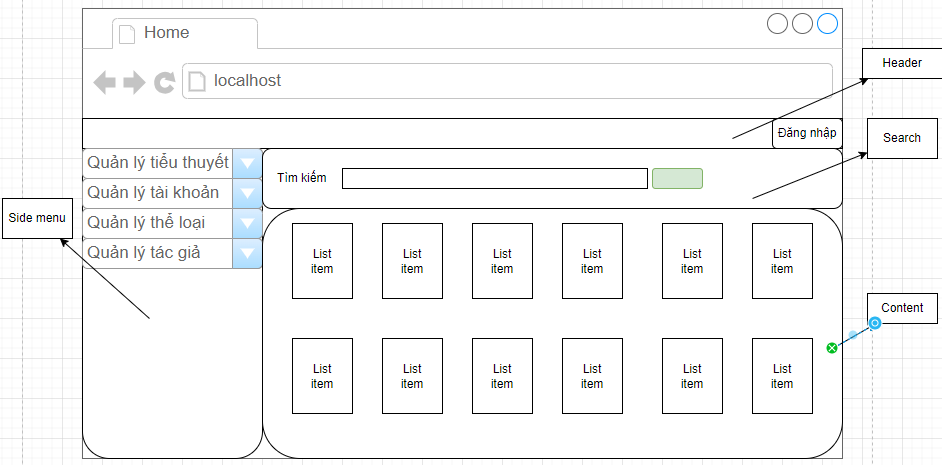 Home
localhost
Header
Đăng nhập
Search
Quản lý tiểu thuyết
Quản lý tài khoản
Quản lý thể loại
Quản lý tác giả
Tìm kiếm
Side menu
List
item
List
item
List
item
List
item
List
item
List
item
Content
List
item
List
item
List
item
List
item
List
item
List
item